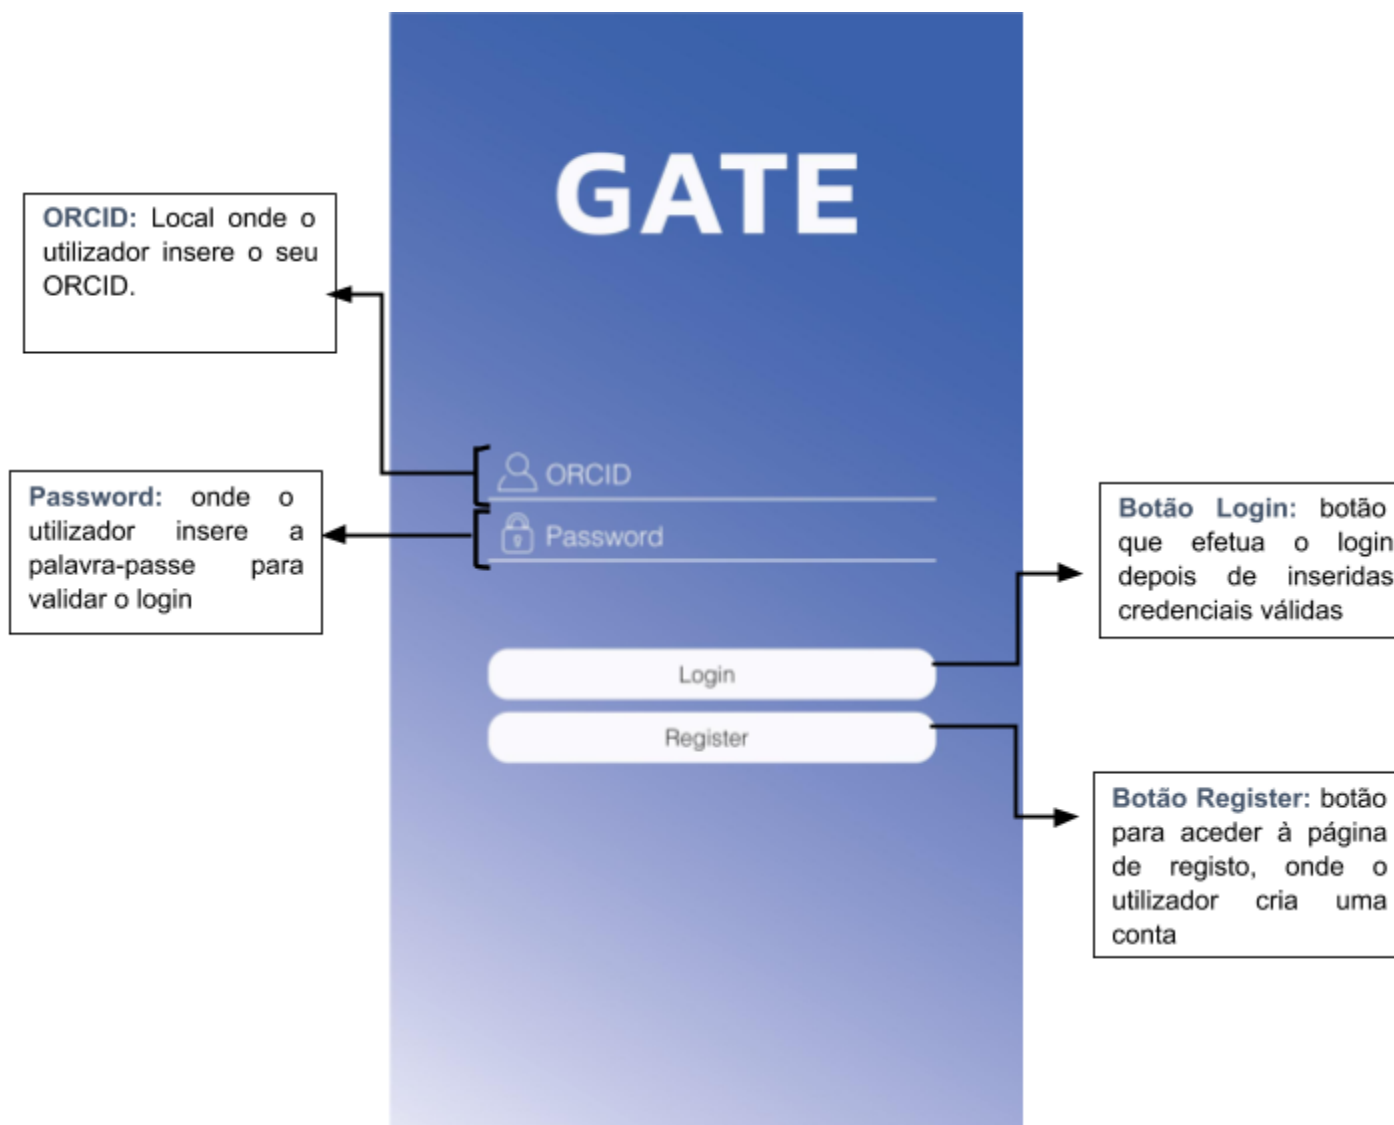 GATE
ORCID: Local onde o
utilizador insere o seu
ORCID.
ORCID
Password: onde o
utilizador insere a
palavra-passe para
validar o login
Password
Botão Login: botão
que efetua o login
depois de inseridas
credenciais válidas
Login
Register
Botão Register: botão
para aceder à página
de registo, onde o
utilizador cria uma
conta